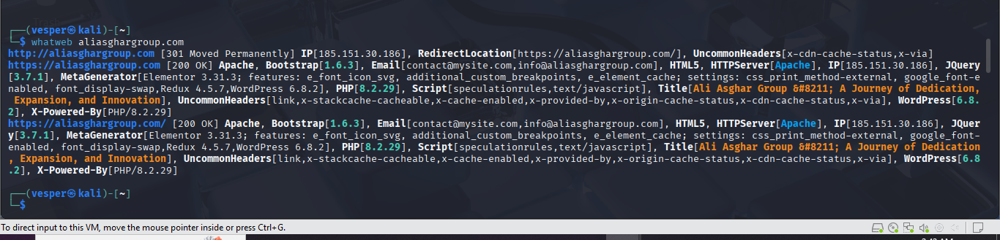 Trash
┌──(vesper㉿kali)-[~]
└─$ whatweb aliasghargroup.com
http://aliasghargroup.com [301 Moved Permanently] IP[185.151.30.186], RedirectLocation[https://aliasghargroup.com/], UncommonHeaders[x-cdn-cache-status,x-via]
https://aliasghargroup.com [200 OK] Apache, Bootstrap[1.6.3], Email[contact@mysite.com,info@aliasghargroup.com], HTML5, HTTPServer[Apache], IP[185.151.30.186], JQuery
[3.7.1], MetaGenerator[Elementor 3.31.3; features: e_font_icon_svg, additional_custom_breakpoints, e_element_cache; settings: css_print_method-external, google_font-e
nabled, font_display-swap,Redux 4.5.7,WordPress 6.8.2], PHP[8.2.29], Script[speculationrules,text/javascript], Title[Ali Asghar Group &#8211; A Journey of Dedication,
Expansion, and Innovation], UncommonHeaders[link,x-stackcache-cacheable,x-cache-enabled,x-provided-by,x-origin-cache-status,x-cdn-cache-status,x-via], WordPress[6.8.
2], X-Powered-By[PHP/8.2.29]
https://aliasghargroup.com/ [200 OK] Apache, Bootstrap[1.6.3], Email[contact@mysite.com,info@aliasghargroup.com], HTML5, HTTPServer[Apache], IP[185.151.30.186], JQuer
y[3.7.1], MetaGenerator[Elementor 3.31.3; features: e_font_icon_svg, additional_custom_breakpoints, e_element_cache; settings: css_print_method-external, google_font-
enabled, font_display-swap,Redux 4.5.7,WordPress 6.8.2], PHP[8.2.29], Script[speculationrules,text/javascript], Title[Ali Asghar Group &#8211; A Journey of Dedication
, Expansion, and Innovation], UncommonHeaders[link,x-stackcache-cacheable,x-cache-enabled,x-provided-by,x-origin-cache-status,x-cdn-cache-status,x-via], WordPress[6.8
.2], X-Powered-By[PHP/8.2.29]
┌──(vesper㉿kali)-[~]
└─$
To direct input to this VM, move the mouse pointer inside or press Ctrl+G.